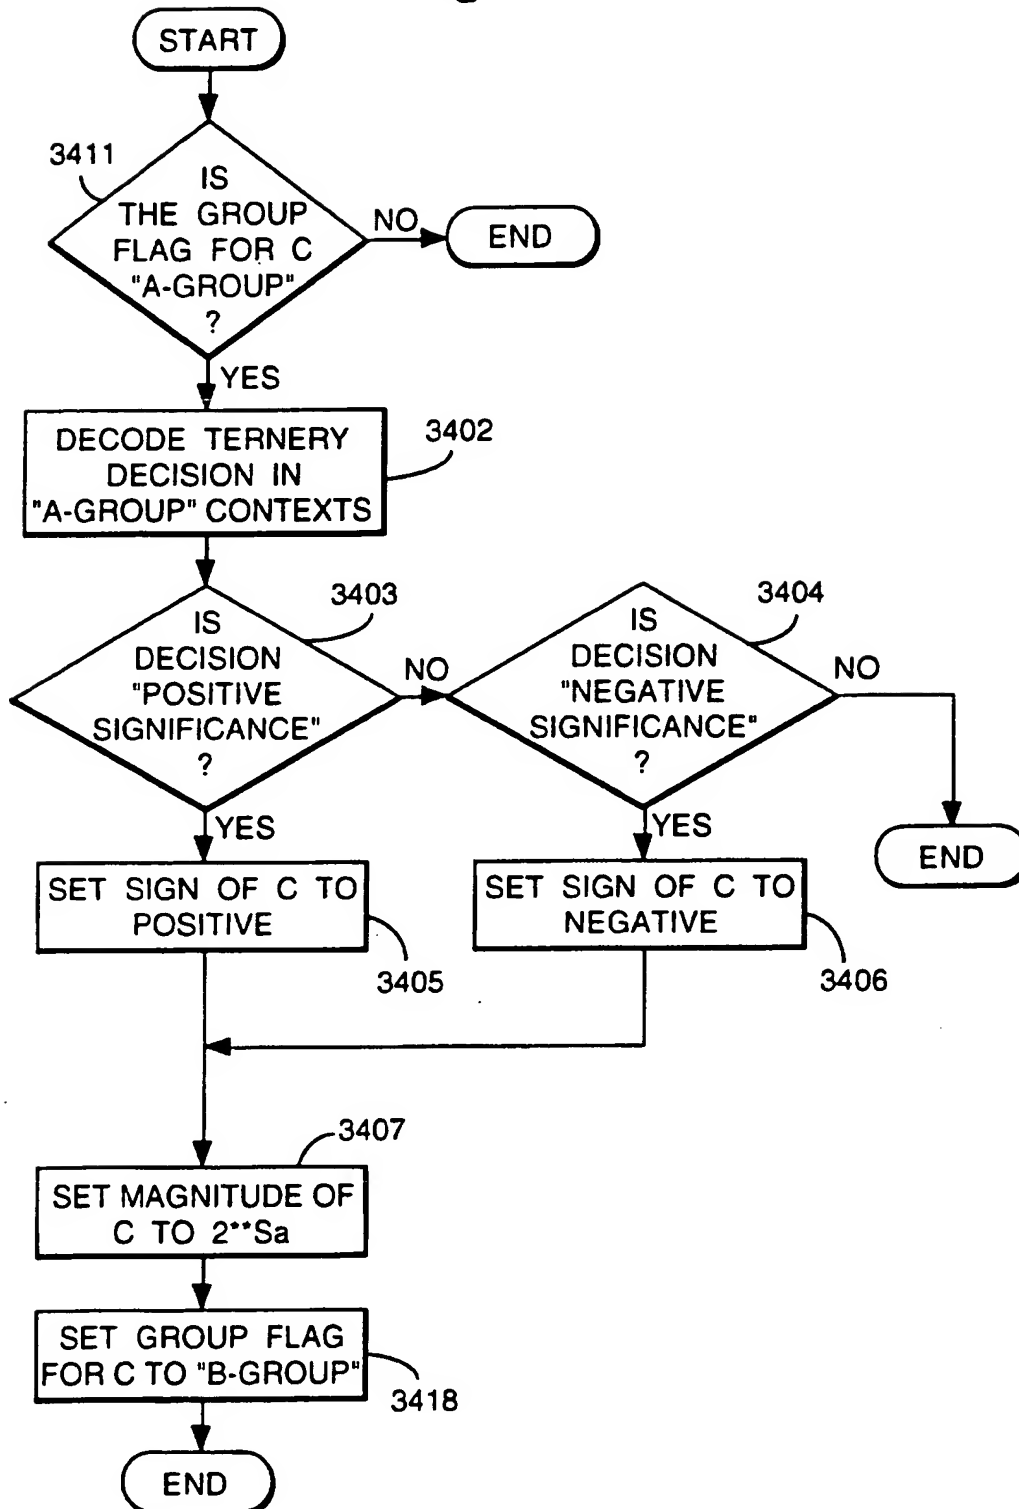 START
3411
IS
THE GROUP
FLAG FOR C
"A-GROUP"
?
NO
END
YES
DECODE TERNERY
DECISION IN
"A-GROUP" CONTEXTS
3402
IS
DECISION
"POSITIVE
SIGNIFICANCE"
?
3403
NO
IS
DECISION
"NEGATIVE
SIGNIFICANCE"
?
3404
NO
END
YES
YES
SET SIGN OF C TO
POSITIVE
3405
SET SIGN OF C TO
NEGATIVE
3406
3407
SET MAGNITUDE OF
C TO 2**Sa
SET GROUP FLAG
FOR C TO "B-GROUP"
3418
END